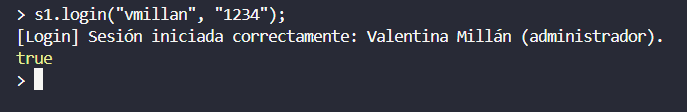 > s1.login("vmillan", "1234");
[Login] Sesión iniciada correctamente: Valentina Millán (administrador).
true
>